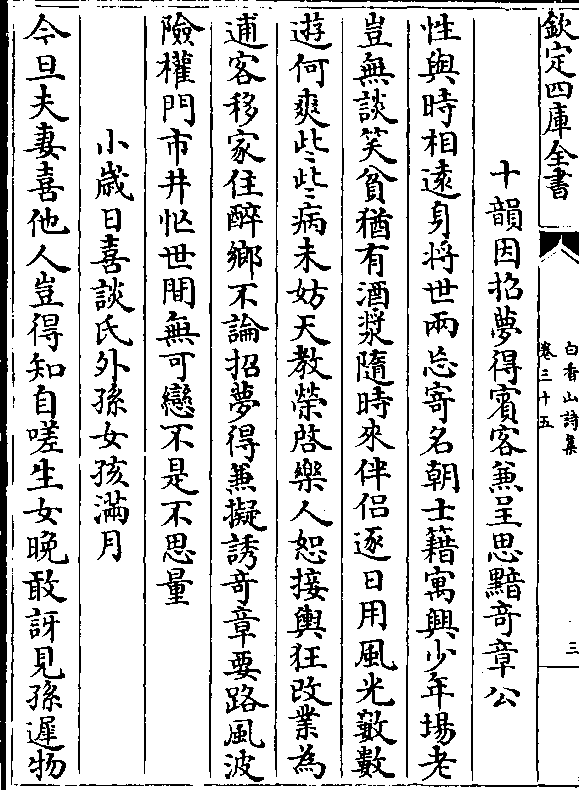 欽定四庫全書
白香山詩集
卷三十五
三
十韻因招夢得賓客兼呈思黯奇章公
性與時相遠身将世兩忘寄名朝士籍寓興少年場老
豈無談笑貧猶有酒漿隨時來伴侶逐日用風光數數
遊何爽些些病未妨天教榮啓樂人恕接輿狂改業為
逋客移家住醉鄉不論招夢得兼擬誘奇章要路風波
險權門市井忙世間無可戀不是不思量
小歲日喜談氏外孫女孩滿月
今旦夫妻喜他人豈得知自嗟生女晚敢訝見孫遲物